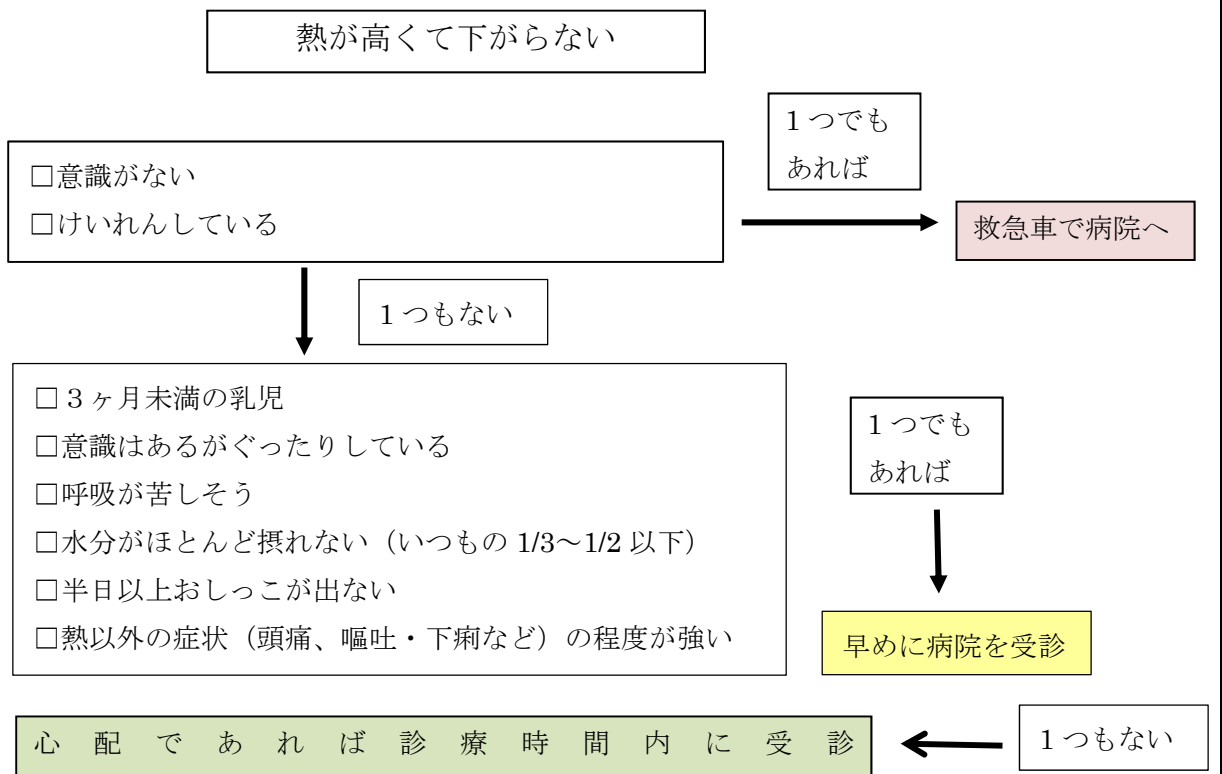 熱が高くて下がらない
１つでも
あれば
□意識がない
□けいれんしている
救急車で病院へ
１つもない
□３ヶ月未満の乳児
□意識はあるがぐったりしている
□呼吸が苦しそう
□水分がほとんど摂れない（いつもの 1/3～1/2 以下）
□半日以上おしっこが出ない
□熱以外の症状（頭痛、嘔吐・下痢など）の程度が強い
１つでも
あれば
早めに病院を受診
心配であれば診療時間内に受診
１つもない